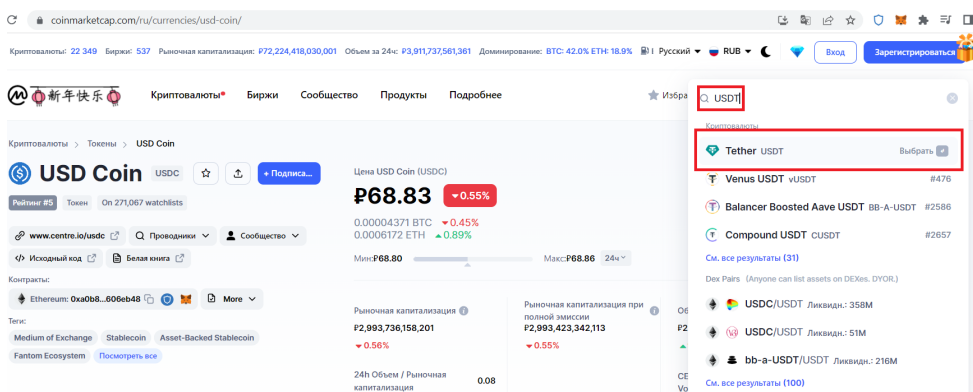 coinmarketcap.com/ru/currencies/usd-coin/
Криптовалюты: 22 349 Биржи: 537 Рыночная капитализация: ₽72,224,418,030,001 Объем за 24ч: ₽3,911,737,561,361 Доминирование: BTC: 42.0% ETH: 18.9% Русский RUB Вход Зарегистрироваться
新年快乐 Криптовалюты Биржи Сообщество Продукты Подробнее Избра
USDT
Криптовалюты
Tether USDT Выбрать
Venus USDT vUSDT #476
Balancer Boosted Aave USDT BB-A-USDT #2586
Compound USDT CUSDT #2657
См. все результаты (31)
Dex Pairs (Anyone can list assets on DEXes. DYOR.)
USDC/USDT Ликвидн.: 358M
USDC/USDT Ликвидн.: 51M
bb-a-USDT/USDT Ликвидн.: 216M
См. все результаты (100)
Криптовалюты > Токены > USD Coin
USD Coin USDC + Подписа...
Рейтинг #5 Токен On 271,067 watchlists
www.centre.io/usdc Проводники Сообщество
Исходный код Белая книга
Контракты:
Ethereum: 0xa0b8...606eb48 More
Теги:
Medium of Exchange Stablecoin Asset-Backed Stablecoin
Fantom Ecosystem Посмотреть все
Цена USD Coin (USDC)
₽68.83 0.55%
0.00004371 BTC 0.45%
0.0006172 ETH 0.89%
Мин:₽68.80 Макс:₽68.86 24ч
Рыночная капитализация
₽2,993,736,158,201
0.56%
24h Объем / Рыночная
капитализация
0.08
Рыночная капитализация при
полной эмиссии
₽2,993,423,342,113
0.55%
₽2
CE
Vo